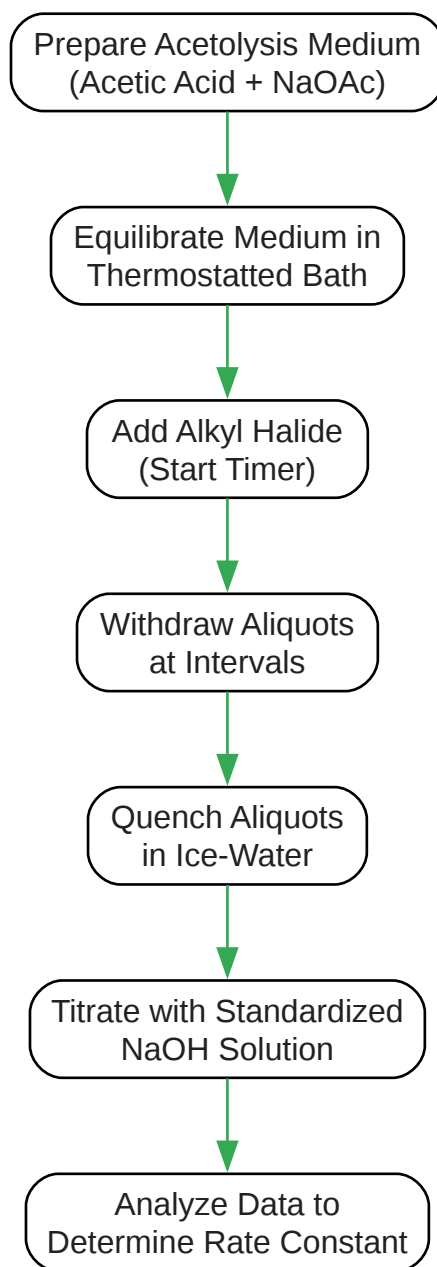 Prepare Acetolysis Medium
(Acetic Acid + NaOAc)
Equilibrate Medium in
Thermostatted Bath
Add Alkyl Halide
(Start Timer)
Withdraw Aliquots
at Intervals
Quench Aliquots
in Ice-Water
Titrate with Standardized
NaOH Solution
Analyze Data to
Determine Rate Constant